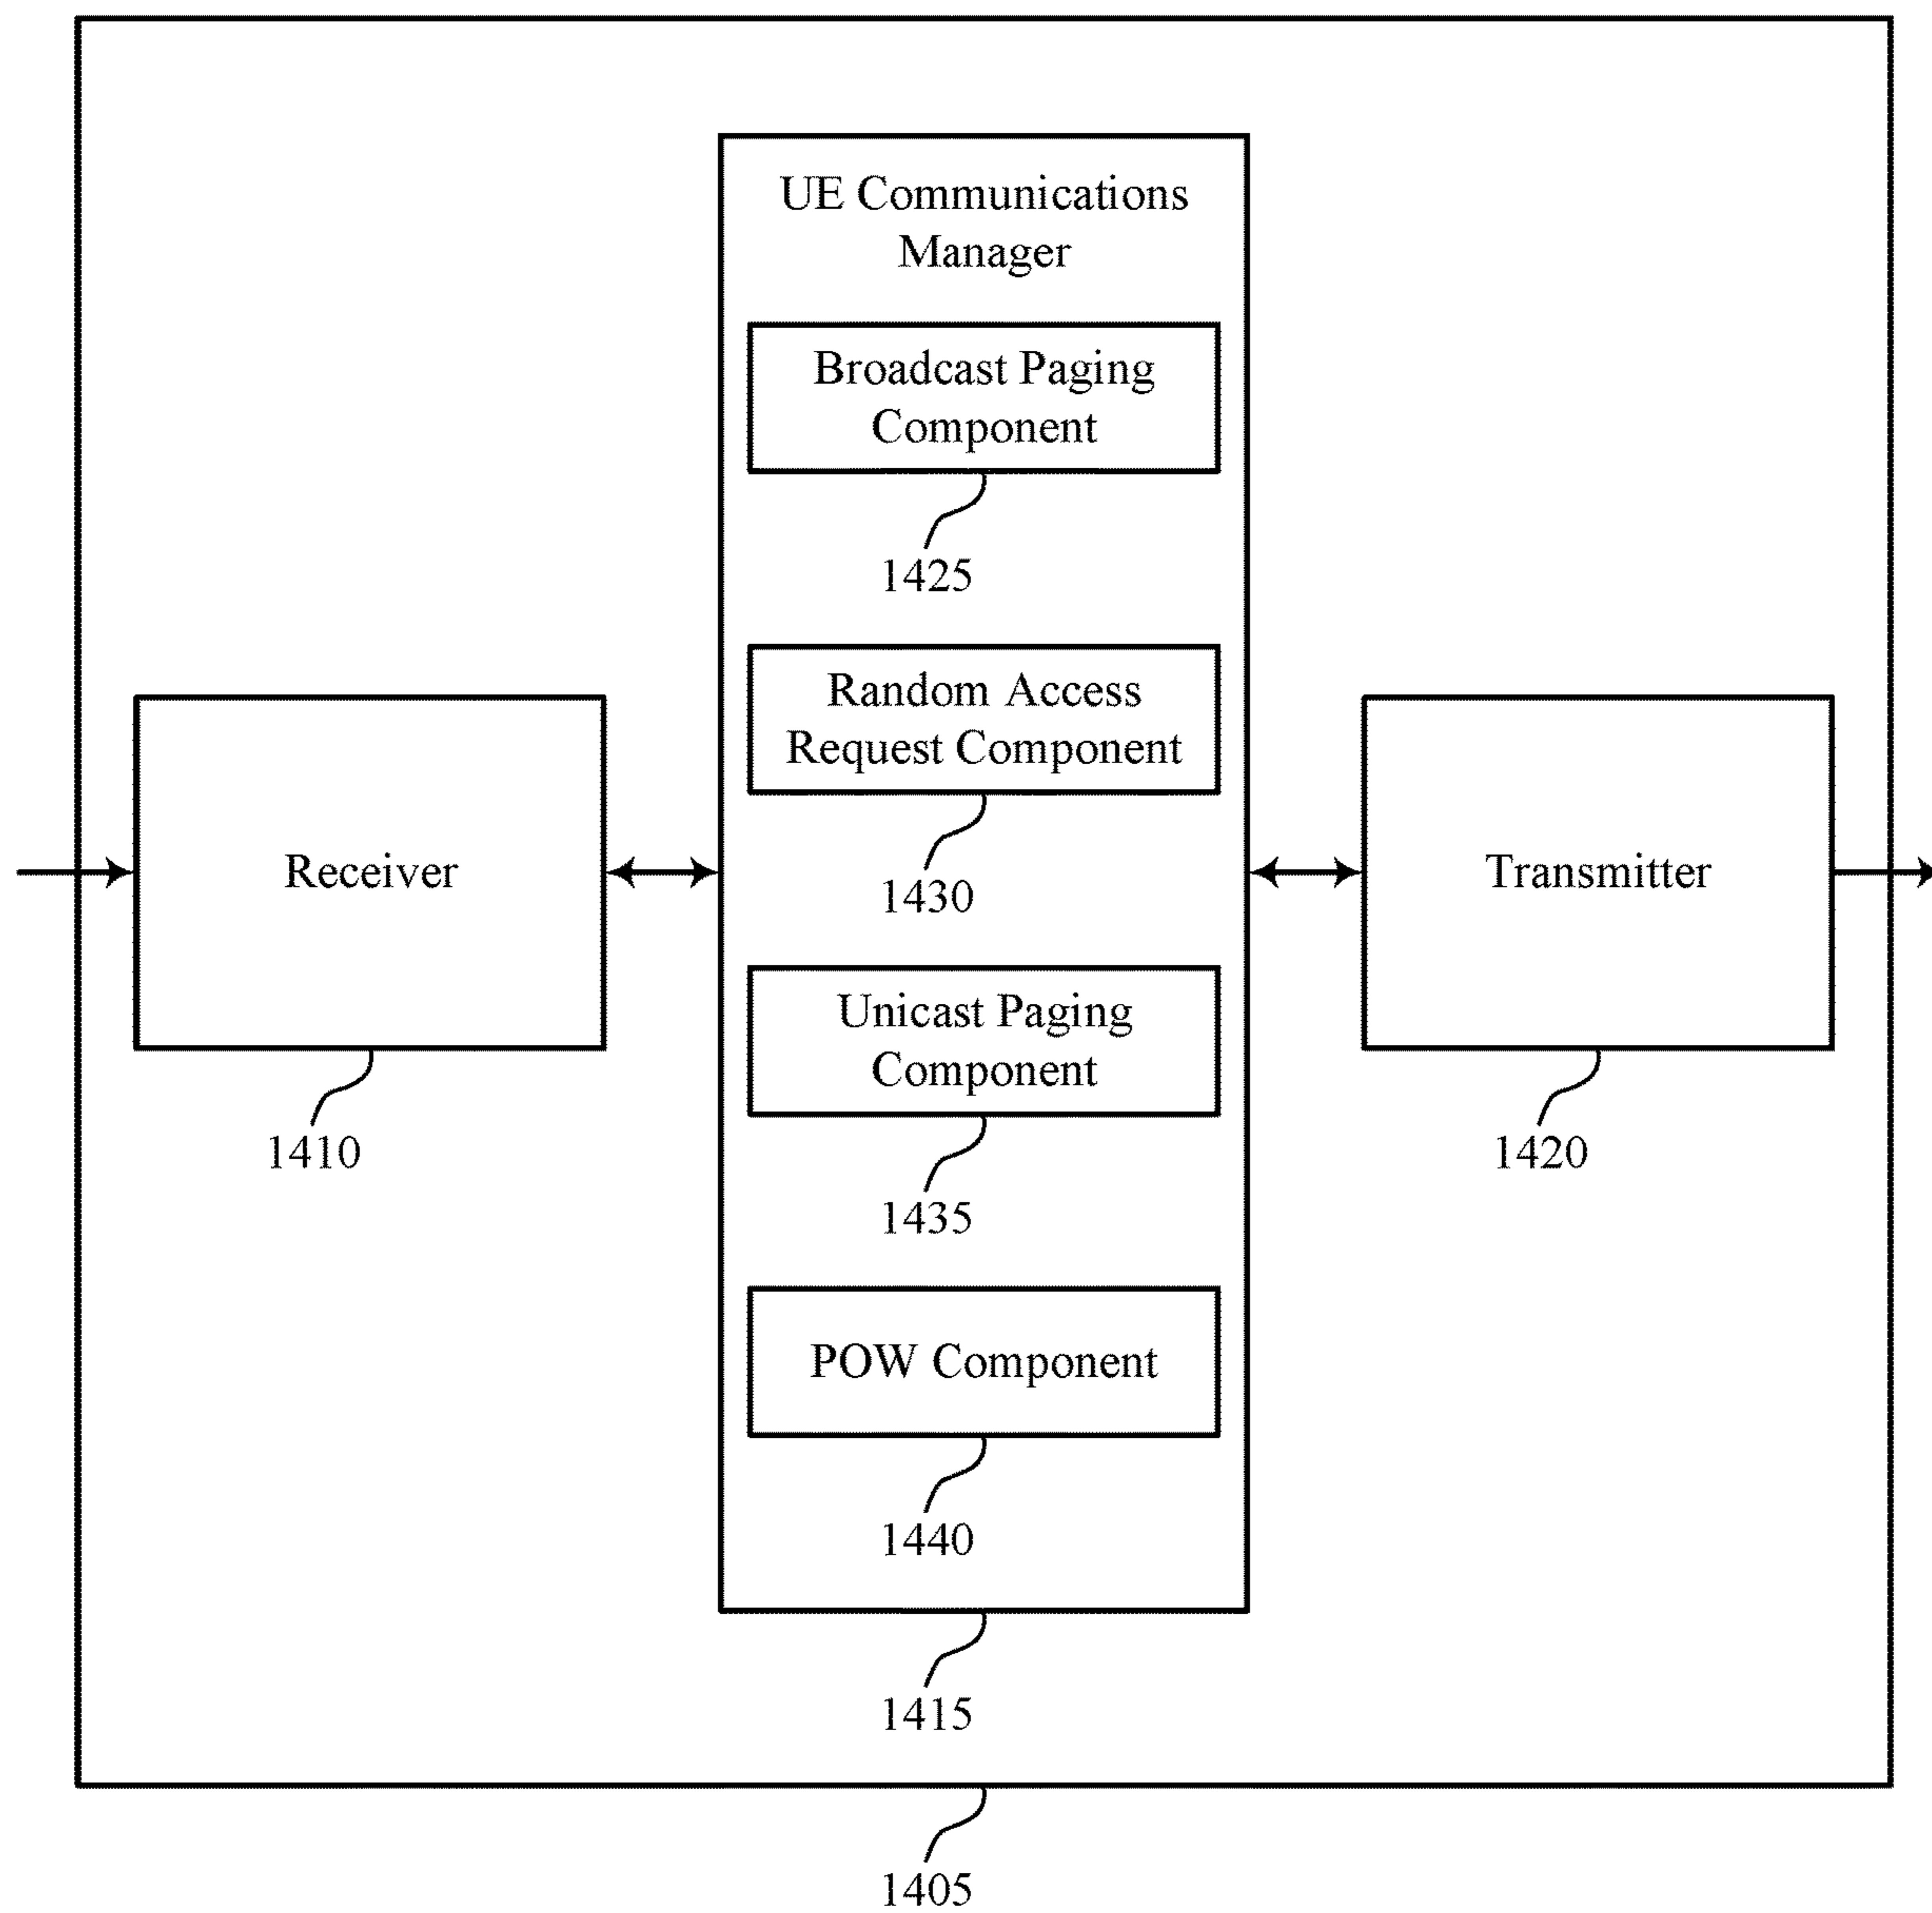 UE Communications
Manager
Broadcast Paging
Component
1425
Random Access
Request Component
1430
Receiver
1410
Transmitter
1420
Unicast Paging
Component
1435
POW Component
1440
1415
1405